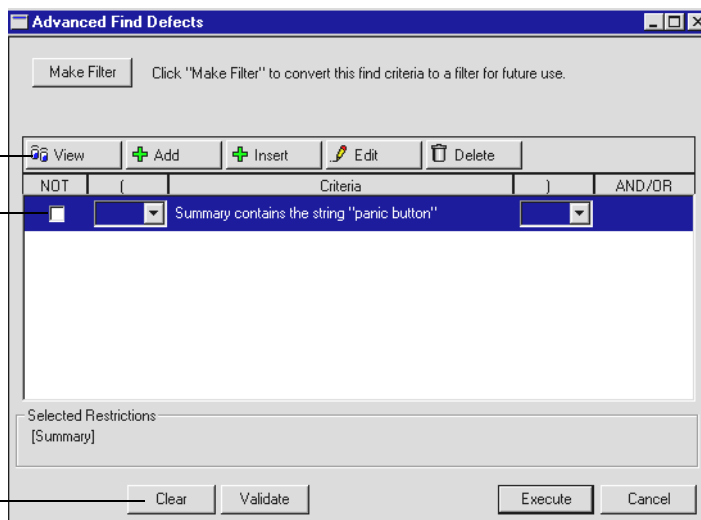 Advanced Find Defects
Make Filter Click "Make Filter" to convert this find criteria to a filter for future use.
View Add Insert Edit Delete
NOT ( Criteria ) AND/OR
Summary contains the string "panic button"
Selected Restrictions
[Summary]
Clear Validate Execute Cancel